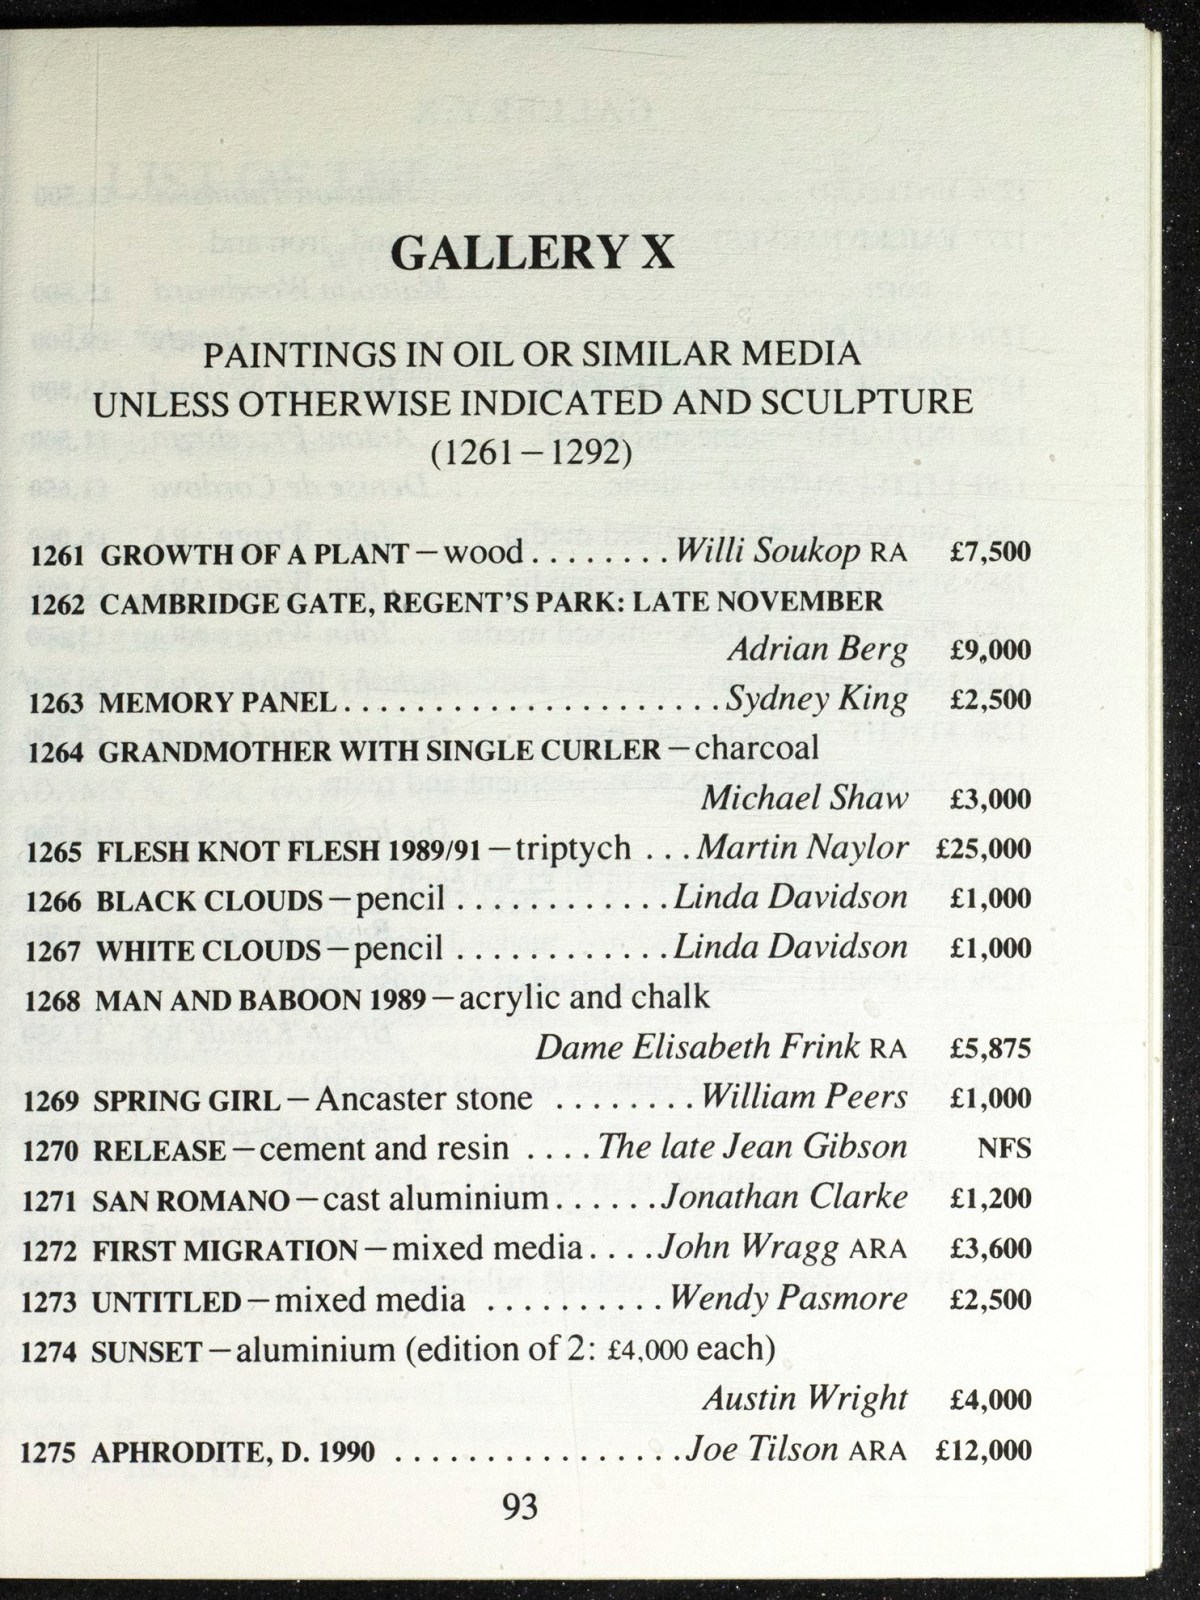 GALLERY X
PAINTINGS IN OIL OR SIMILAR MEDIA
UNLESS OTHERWISE INDICATED AND SCULPTURE
(1261 – 1292)
1261 GROWTH OF A PLANT – wood ........ Willi Soukop RA £7,500
1262 CAMBRIDGE GATE, REGENT'S PARK: LATE NOVEMBER
Adrian Berg £9,000
1263 MEMORY PANEL ...................... Sydney King £2,500
1264 GRANDMOTHER WITH SINGLE CURLER – charcoal
Michael Shaw £3,000
1265 FLESH KNOT FLESH 1989/91 – triptych ... Martin Naylor £25,000
1266 BLACK CLOUDS – pencil ............ Linda Davidson £1,000
1267 WHITE CLOUDS – pencil ............ Linda Davidson £1,000
1268 MAN AND BABOON 1989 – acrylic and chalk
Dame Elisabeth Frink RA £5,875
1269 SPRING GIRL – Ancaster stone ........ William Peers £1,000
1270 RELEASE – cement and resin .... The late Jean Gibson NFS
1271 SAN ROMANO – cast aluminium ...... Jonathan Clarke £1,200
1272 FIRST MIGRATION – mixed media .... John Wragg ARA £3,600
1273 UNTITLED – mixed media .......... Wendy Pasmore £2,500
1274 SUNSET – aluminium (edition of 2: £4,000 each)
Austin Wright £4,000
1275 APHRODITE, D. 1990 ................. Joe Tilson ARA £12,000
93